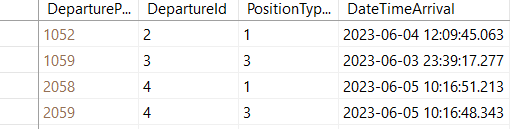 DepartureP... DepartureId PositionTyp... DateTimeArrival
1052 2 1 2023-06-04 12:09:45.063
1059 3 3 2023-06-03 23:39:17.277
2058 4 1 2023-06-05 10:16:51.213
2059 4 3 2023-06-05 10:16:48.343